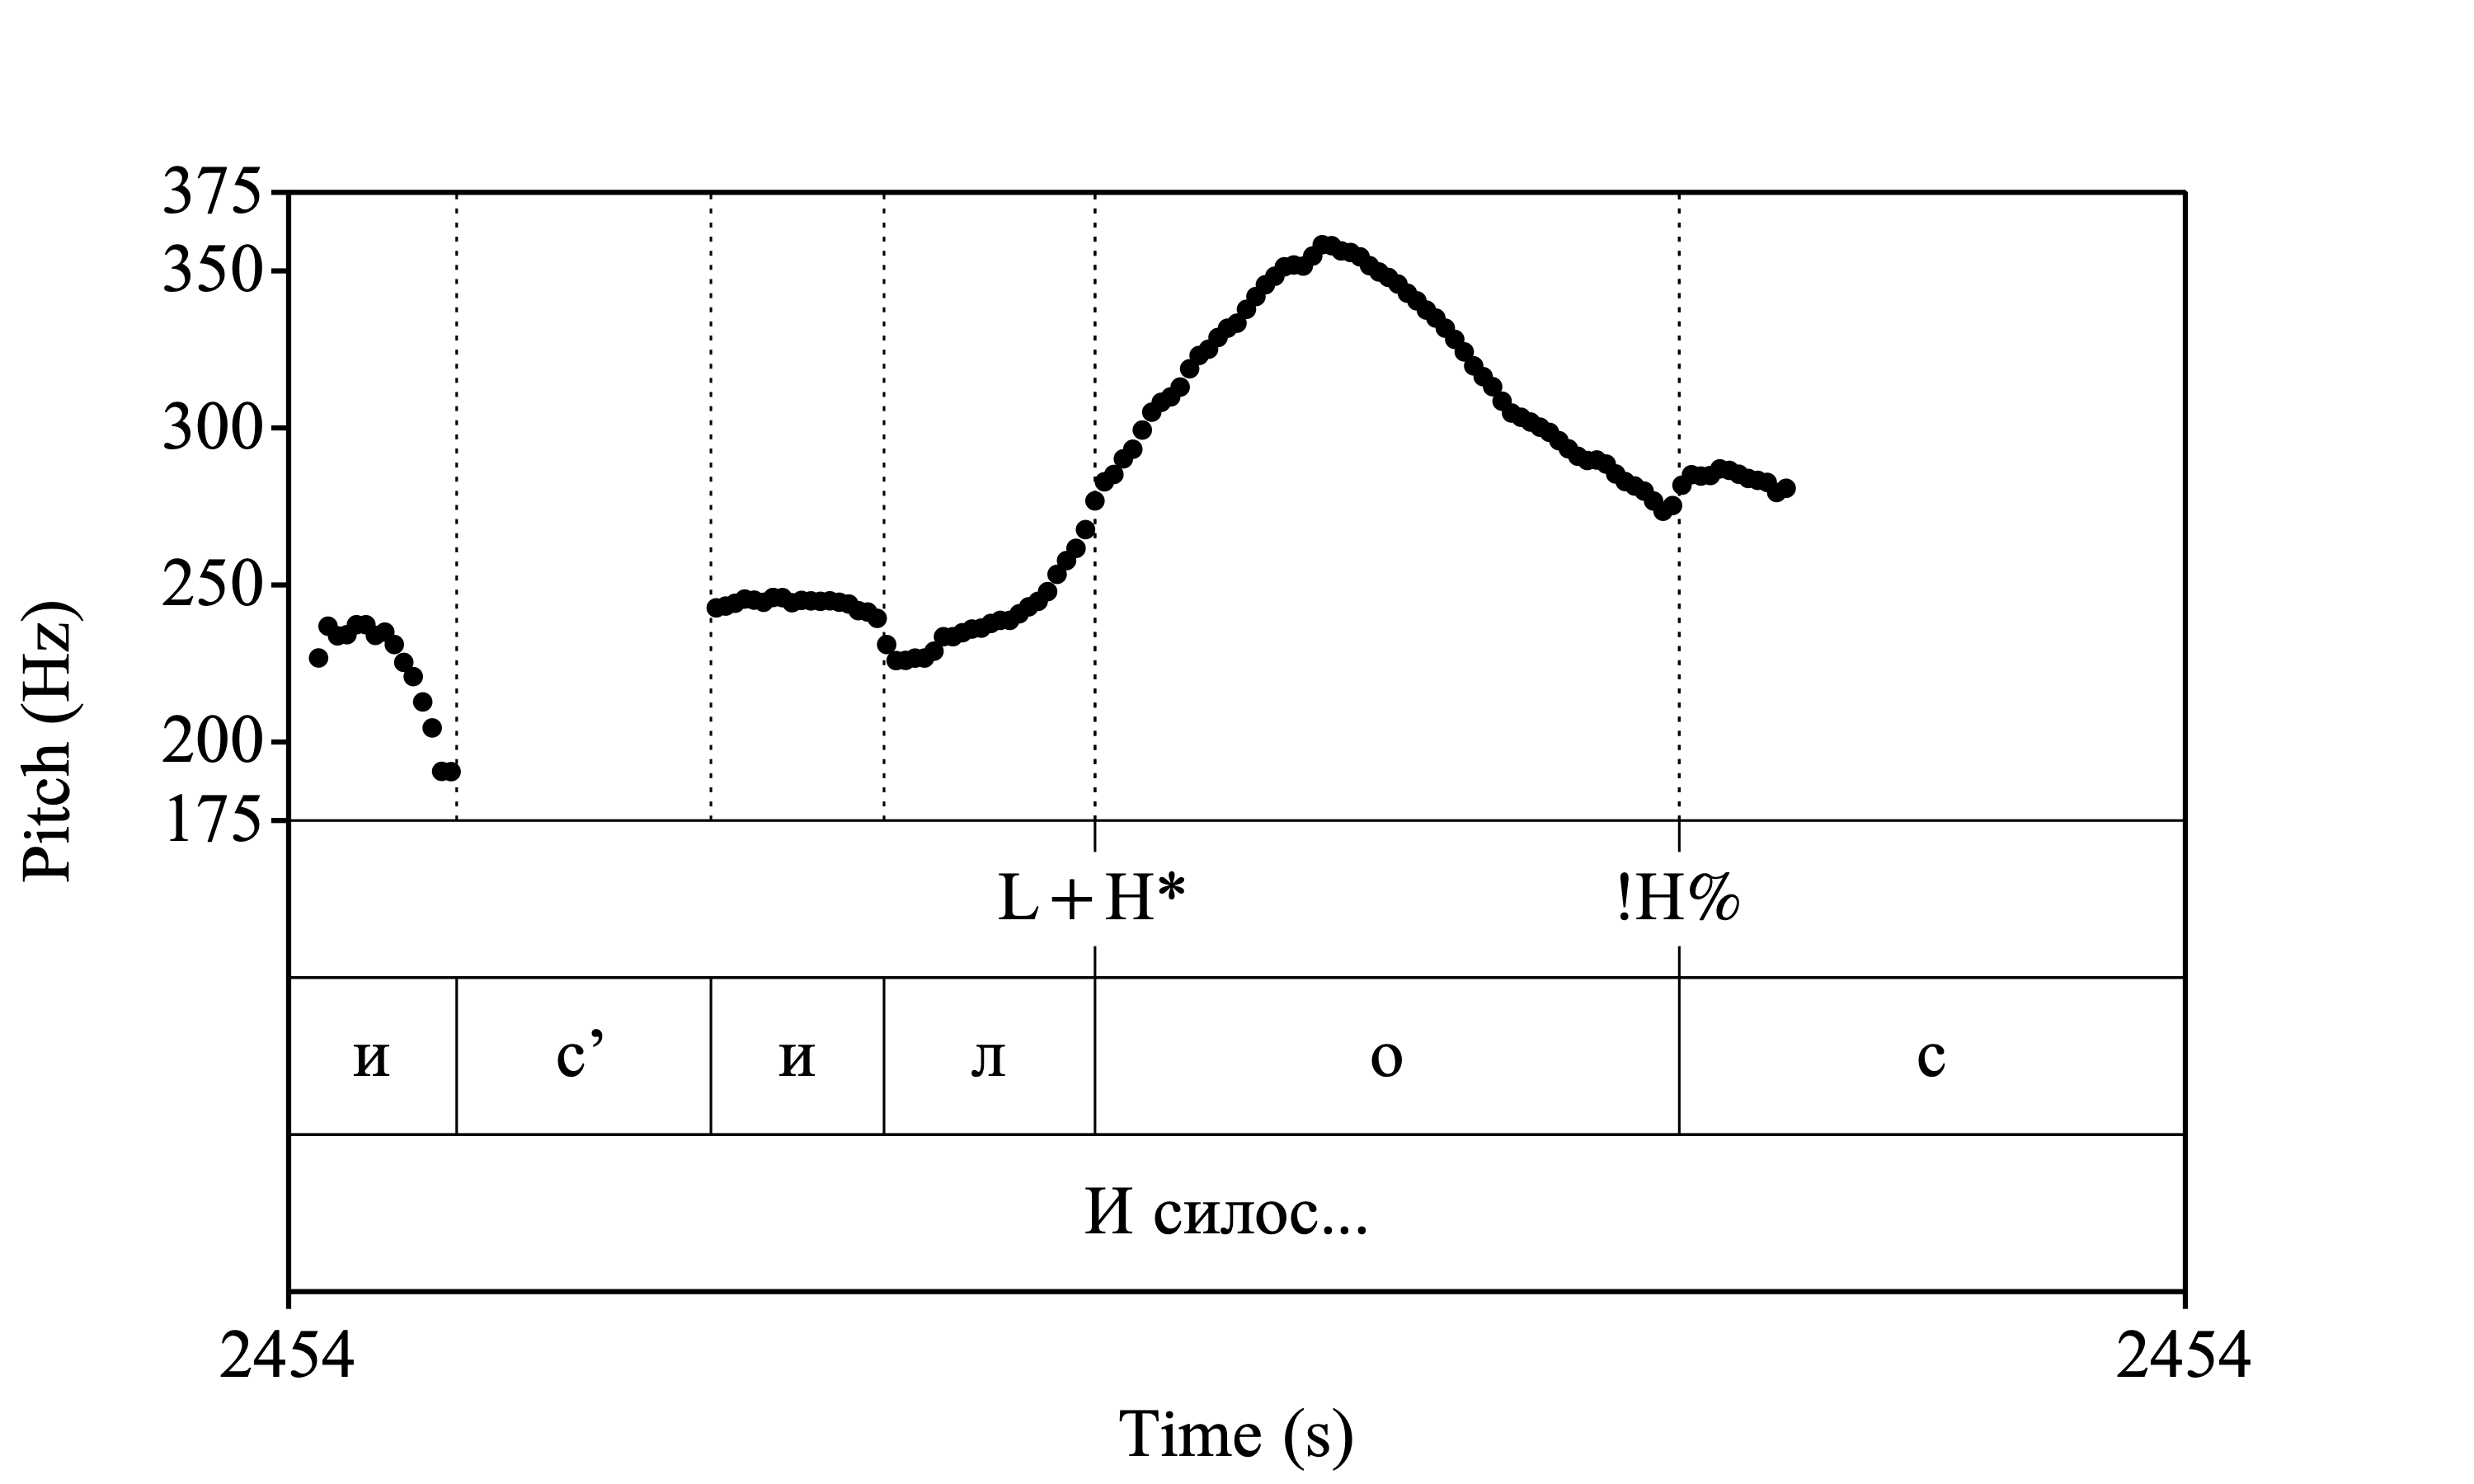 375
350
300
250
200
175
Pitch (Hz)
L+H* !H%
и с’ и л о с
И силос...
2454 2454
Time (s)